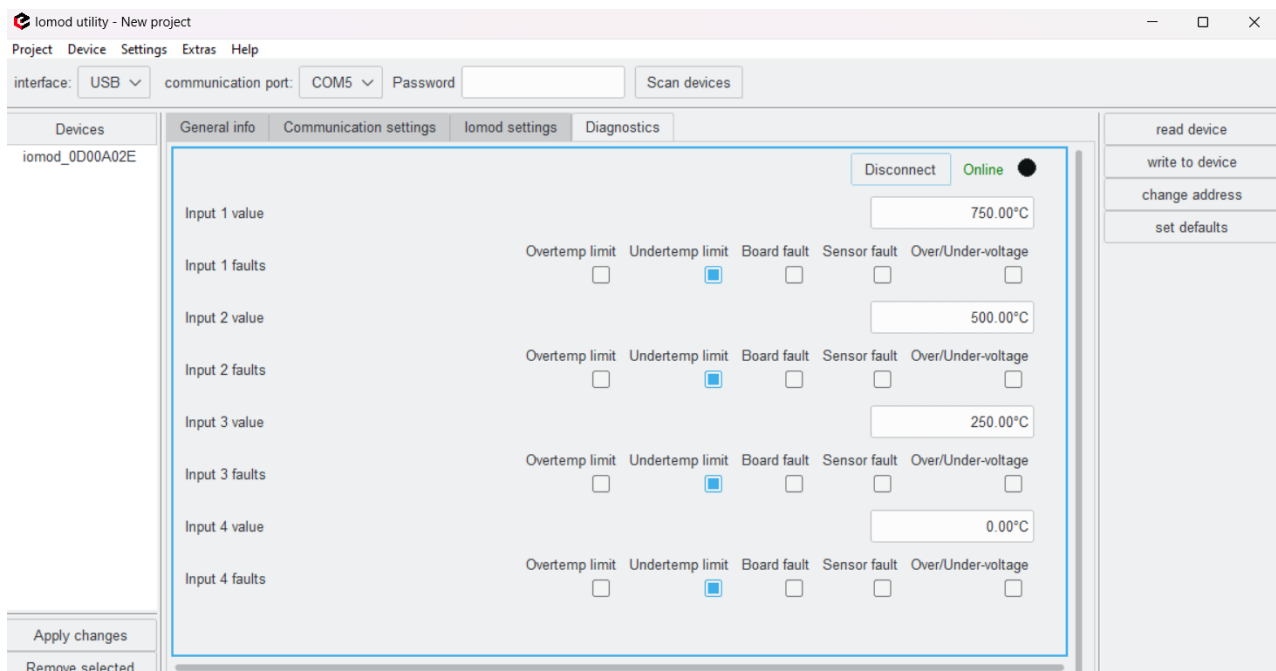 Iomod utility - New project
Project Device Settings Extras Help
interface: USB communication port: COM5 Password Scan devices
Devices
iomod_0D00A02E
General info Communication settings Iomod settings Diagnostics
Disconnect Online
Input 1 value 750.00°C
Overtemp limit Undertemp limit Board fault Sensor fault Over/Under-voltage
Input 1 faults
Input 2 value 500.00°C
Overtemp limit Undertemp limit Board fault Sensor fault Over/Under-voltage
Input 2 faults
Input 3 value 250.00°C
Overtemp limit Undertemp limit Board fault Sensor fault Over/Under-voltage
Input 3 faults
Input 4 value 0.00°C
Overtemp limit Undertemp limit Board fault Sensor fault Over/Under-voltage
Input 4 faults
read device
write to device
change address
set defaults
Apply changes
Remove selected